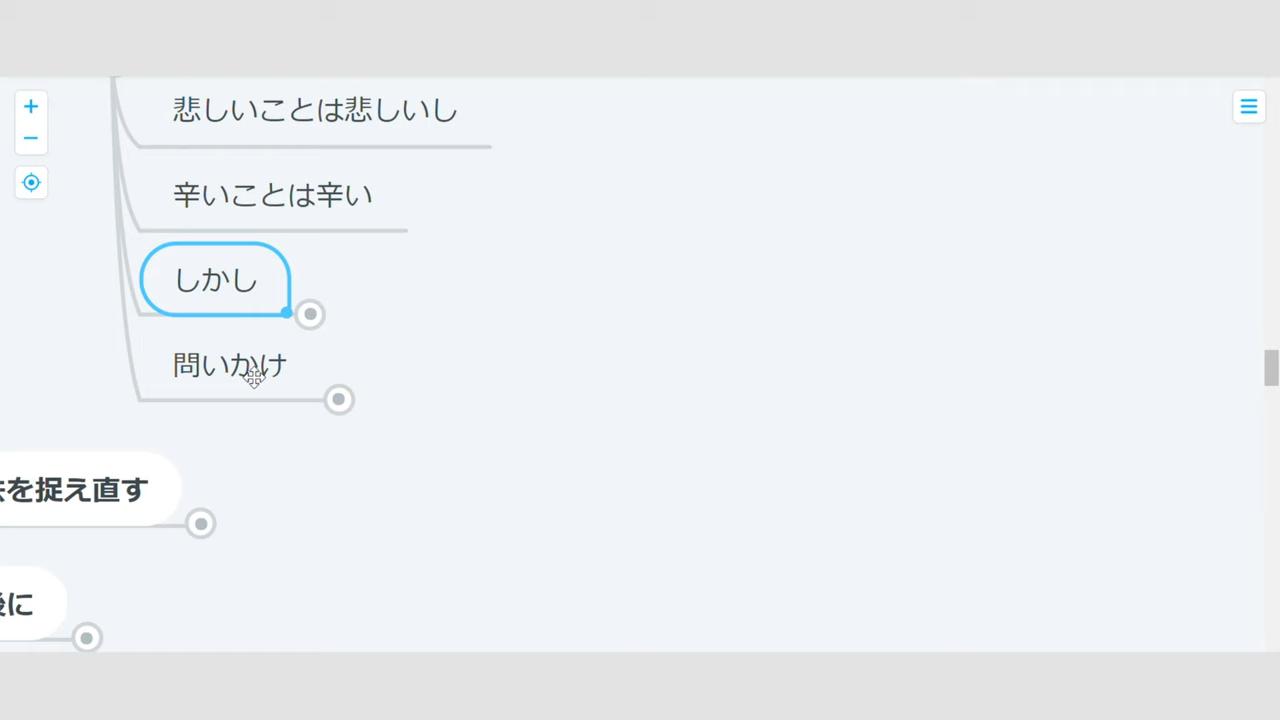 悲しいことは悲しいし
辛いことは辛い
しかし
問いかけ
を捉え直す
後に